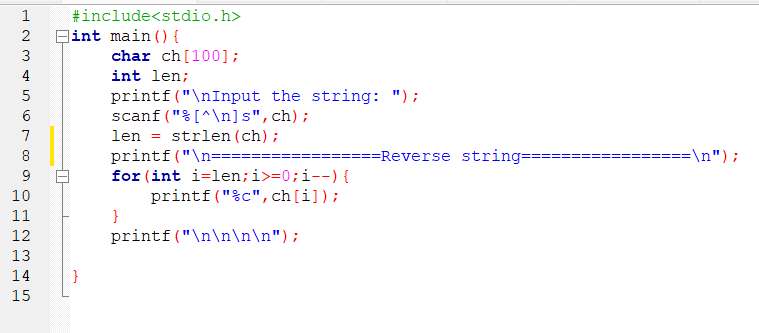 1 #include<stdio.h>
2 int main(){
3 char ch[100];
4 int len;
5 printf("\nInput the string: ");
6 scanf("%[^\n]s",ch);
7 len = strlen(ch);
8 printf("\n=================Reverse string=================\n");
9 for(int i=len;i>=0;i--){
10 printf("%c",ch[i]);
11 }
12 printf("\n\n\n\n");
13
14 }
15